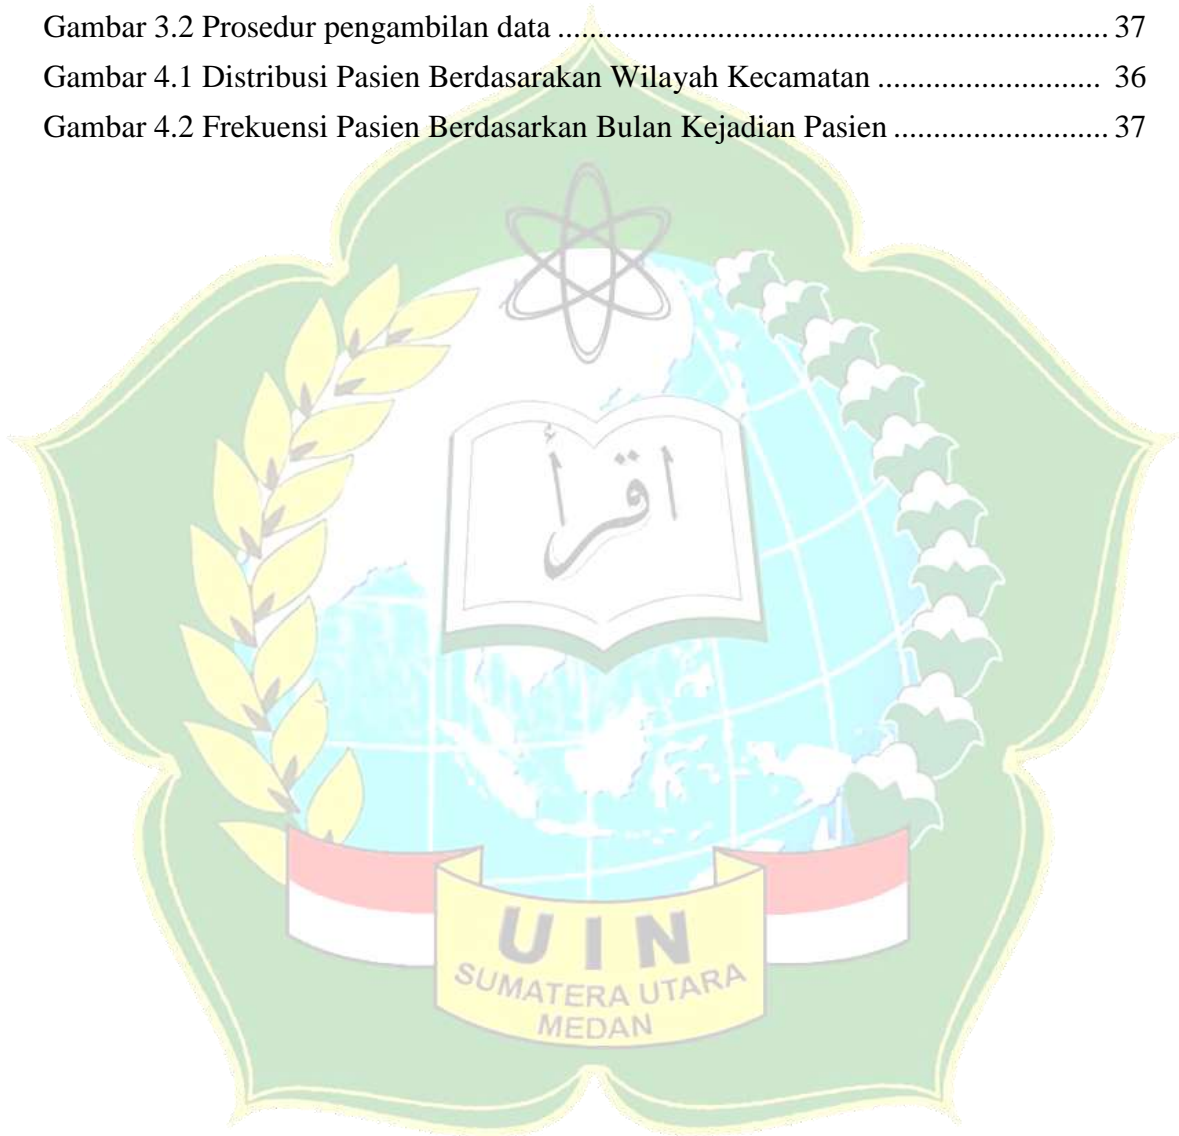 Gambar 3.2 Prosedur pengambilan data .................................................................... 37
Gambar 4.1 Distribusi Pasien Berdasarakan Wilayah Kecamatan ........................... 36
Gambar 4.2 Frekuensi Pasien Berdasarkan Bulan Kejadian Pasien .......................... 37
اقرأ
UIN
SUMATERA UTARA
MEDAN